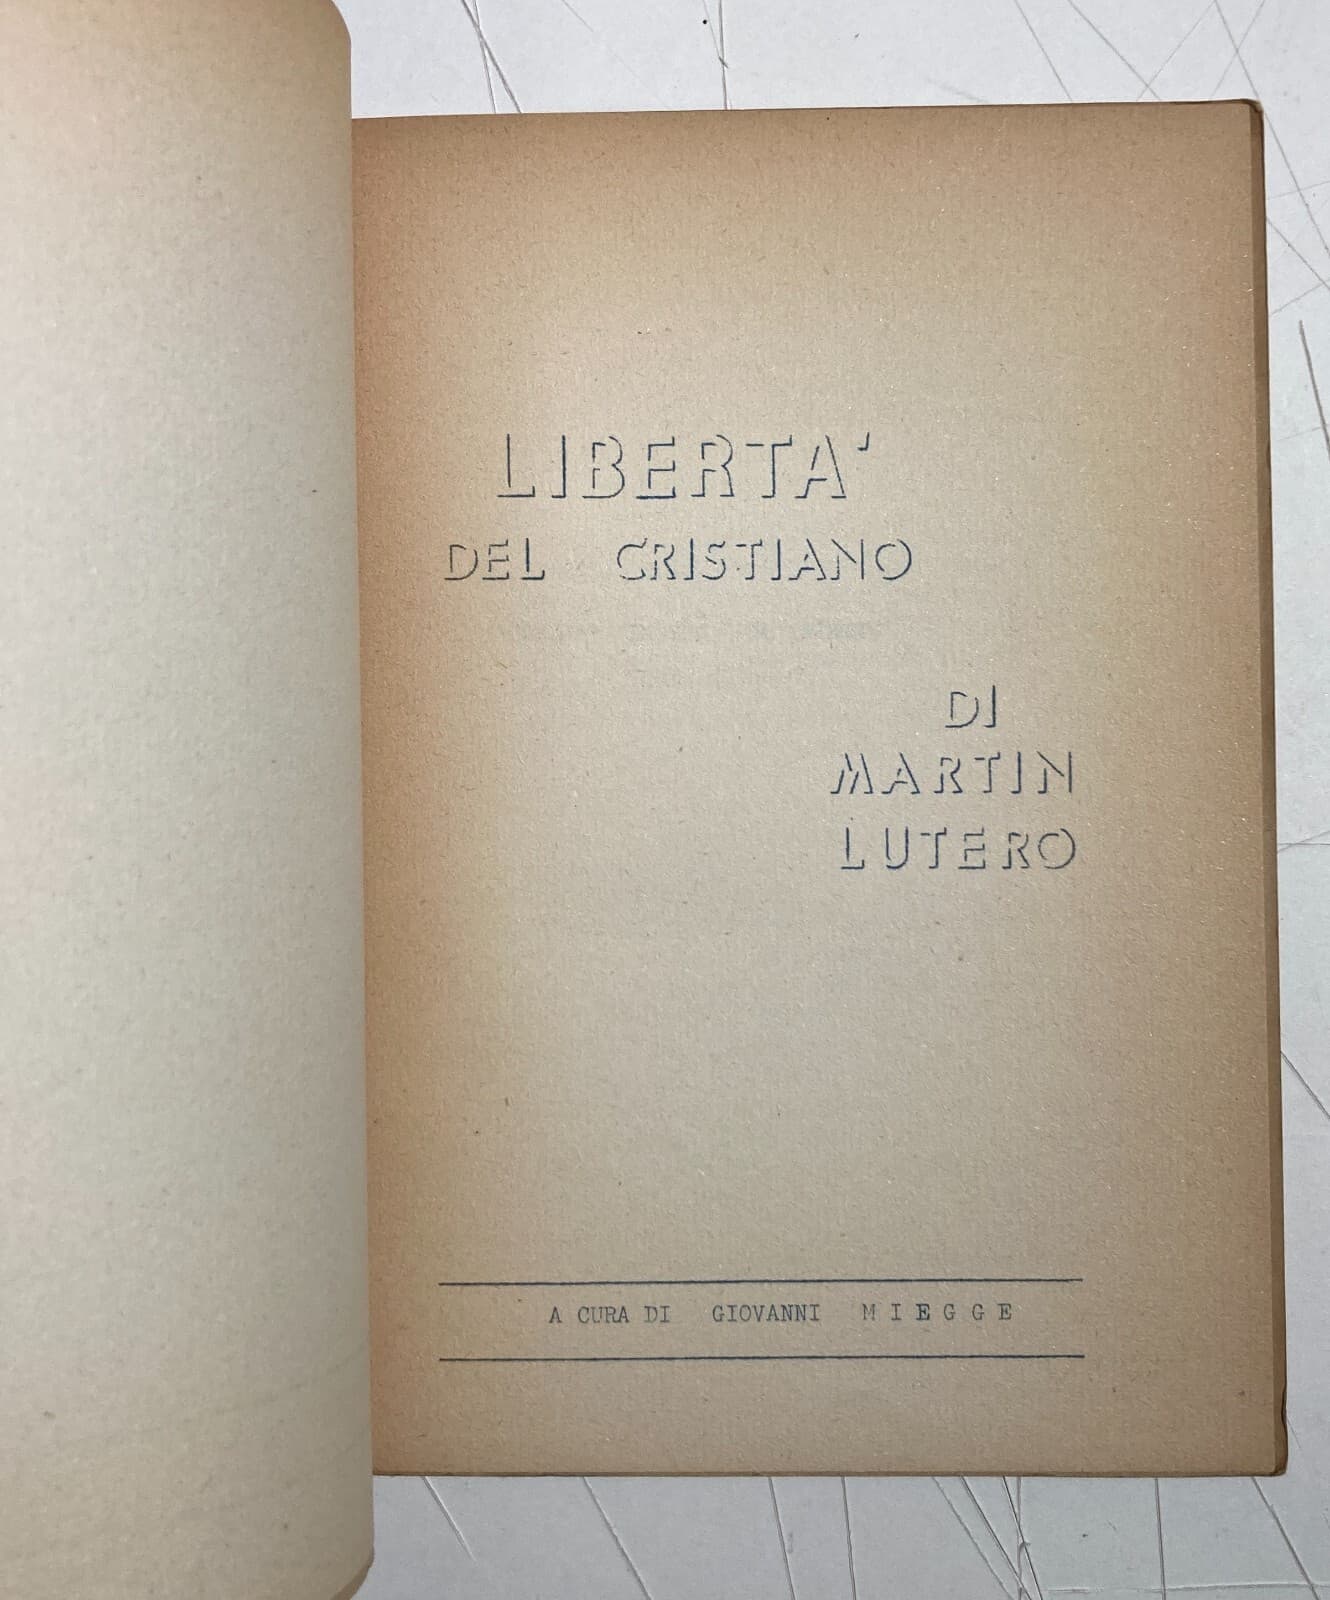 LIBERTA'
DEL CRISTIANO
DI
MARTIN
LUTERO
A CURA DI GIOVANNI MIEGGE